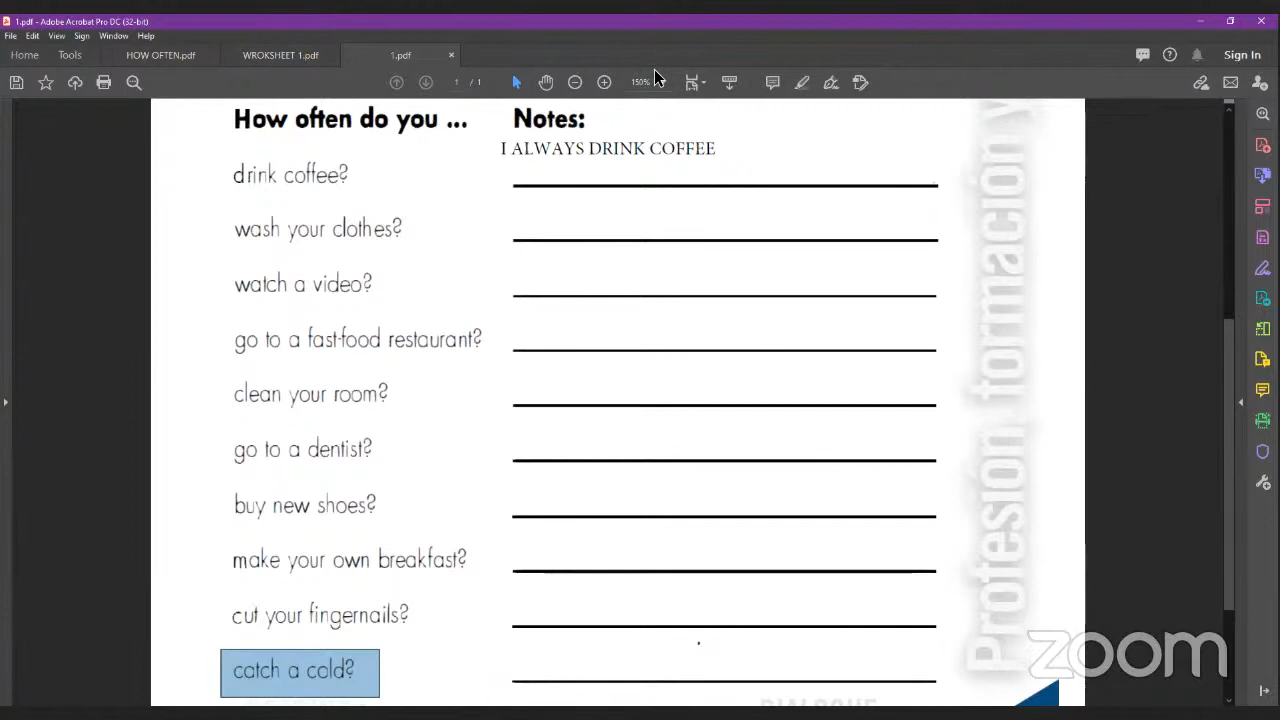 1.pdf - Adobe Acrobat Pro DC (32-bit)
File Edit View Sign Window Help
Home Tools HOW OFTEN.pdf WROKSHEET 1.pdf 1.pdf × Sign In
1 / 1 150%
How often do you ... Notes:
I ALWAYS DRINK COFFEE
drink coffee?
wash your clothes?
watch a video?
go to a fast-food restaurant?
clean your room?
go to a dentist?
buy new shoes?
make your own breakfast?
cut your fingernails?
catch a cold?
Profesión, formación y
zoom
DIALOGUE